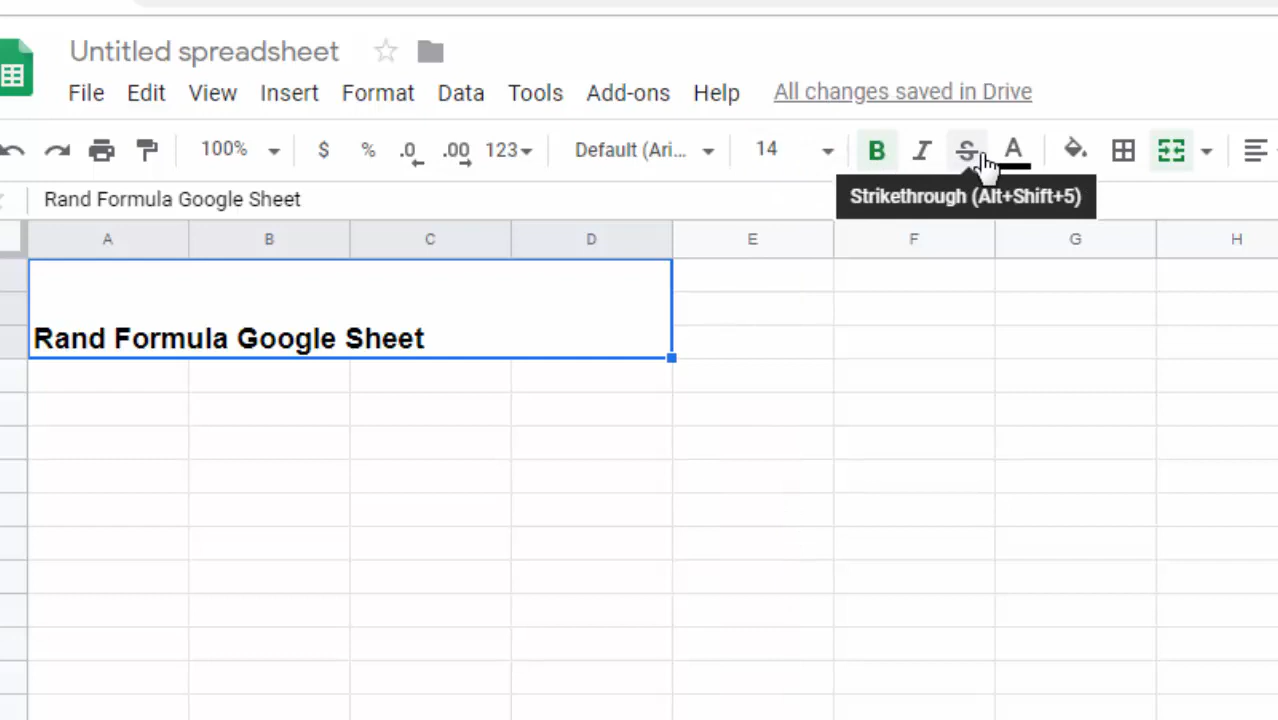 Untitled spreadsheet
File Edit View Insert Format Data Tools Add-ons Help All changes saved in Drive
100% $ % .0 .00 123 Default (Ari... 14 B I S A
Rand Formula Google Sheet
Strikethrough (Alt+Shift+5)
A B C D E F G H
Rand Formula Google Sheet